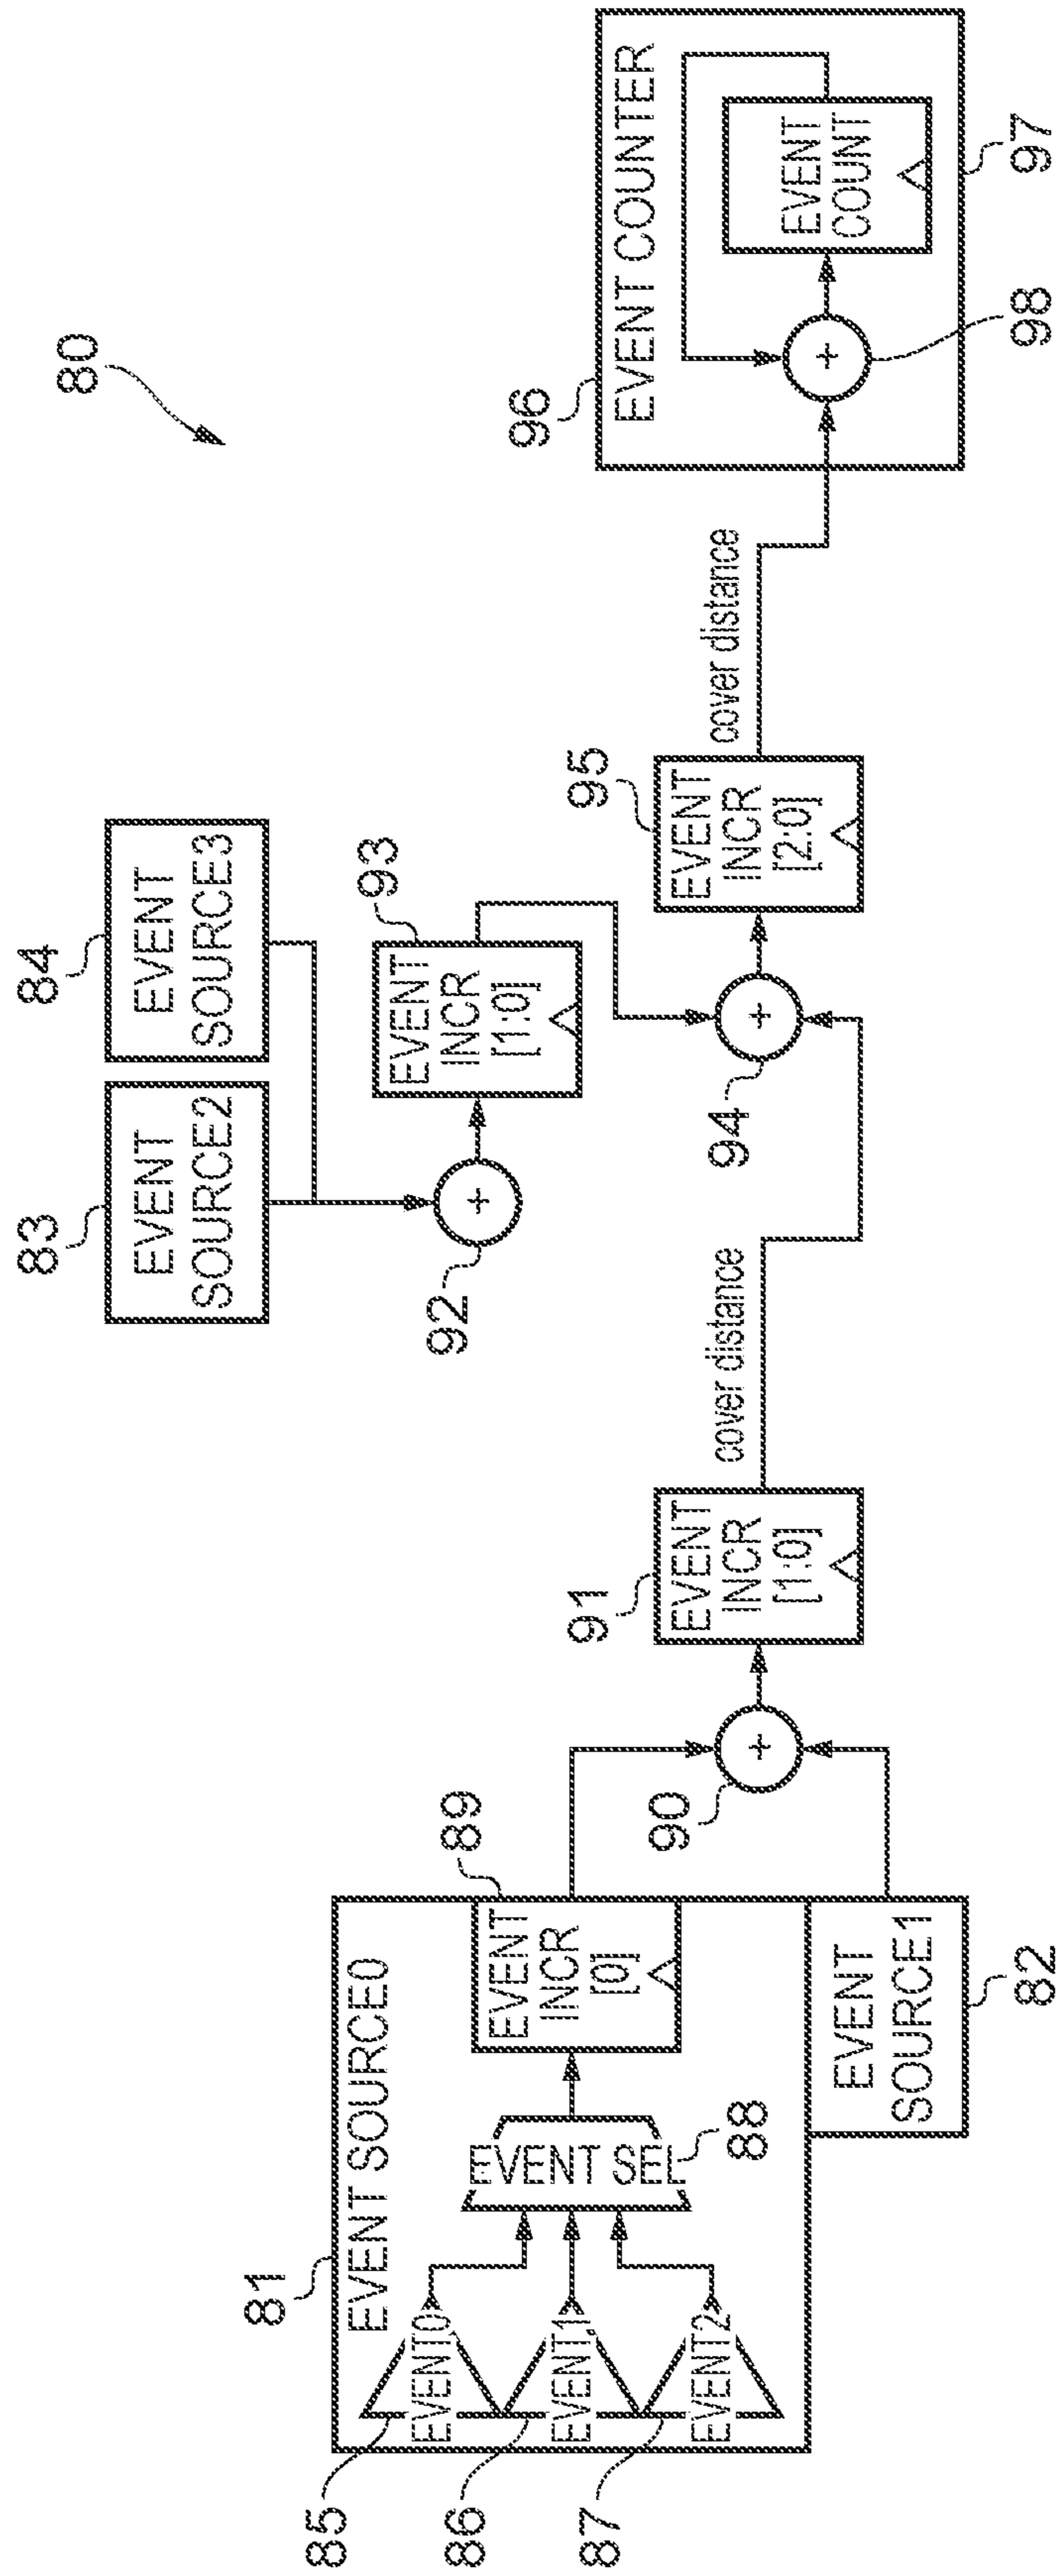 80
81
EVENT SOURCE0
85
EVENT0
86
EVENT1
87
EVENT2
EVENT SEL
88
89
EVENT
INCR
[0]
EVENT
SOURCE1
82
90
91
EVENT
INCR
[1:0]
cover distance
83
EVENT
SOURCE2
84
EVENT
SOURCE3
92
93
EVENT
INCR
[1:0]
94
95
EVENT
INCR
[2:0]
cover distance
96
EVENT COUNTER
EVENT
COUNT
97
98